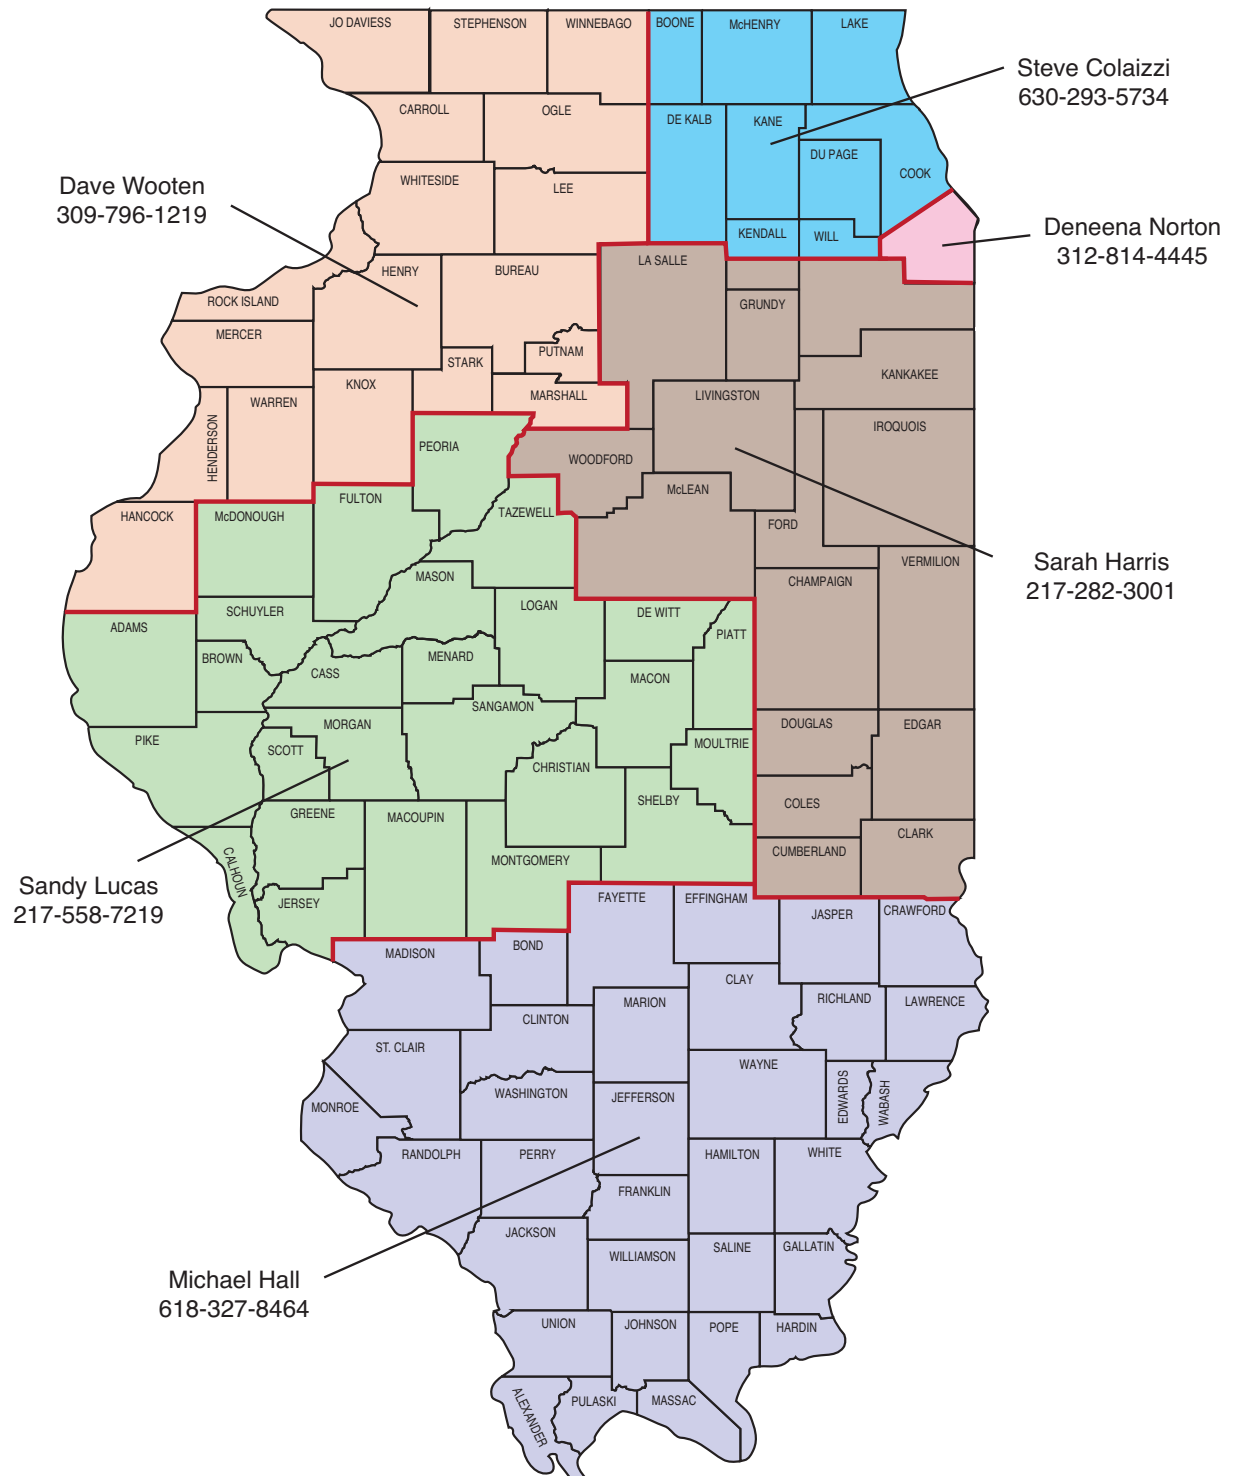 JO DAVIESS
STEPHENSON
WINNEBAGO
BOONE
McHENRY
LAKE
Steve Colaizzi
630-293-5734
CARROLL
OGLE
DE KALB
KANE
DU PAGE
COOK
WHITESIDE
LEE
Dave Wooten
309-796-1219
KENDALL
WILL
Deneena Norton
312-814-4445
LA SALLE
HENRY
BUREAU
ROCK ISLAND
GRUNDY
MERCER
PUTNAM
STARK
KANKAKEE
KNOX
MARSHALL
LIVINGSTON
WARREN
HENDERSON
IROQUOIS
PEORIA
WOODFORD
McLEAN
FULTON
TAZEWELL
HANCOCK
McDONOUGH
FORD
VERMILION
Sarah Harris
217-282-3001
MASON
CHAMPAIGN
LOGAN
SCHUYLER
DE WITT
ADAMS
PIATT
BROWN
MENARD
CASS
MACON
SANGAMON
MORGAN
DOUGLAS
EDGAR
PIKE
SCOTT
MOULTRIE
CHRISTIAN
SHELBY
COLES
GREENE
MACOUPIN
CLARK
CUMBERLAND
CALHOUN
MONTGOMERY
Sandy Lucas
217-558-7219
JERSEY
FAYETTE
EFFINGHAM
JASPER
CRAWFORD
MADISON
BOND
CLAY
RICHLAND
LAWRENCE
MARION
CLINTON
ST. CLAIR
WAYNE
WASHINGTON
JEFFERSON
EDWARDS
WABASH
MONROE
RANDOLPH
PERRY
HAMILTON
WHITE
FRANKLIN
JACKSON
WILLIAMSON
SALINE
GALLATIN
Michael Hall
618-327-8464
UNION
JOHNSON
POPE
HARDIN
ALEXANDER
PULASKI
MASSAC